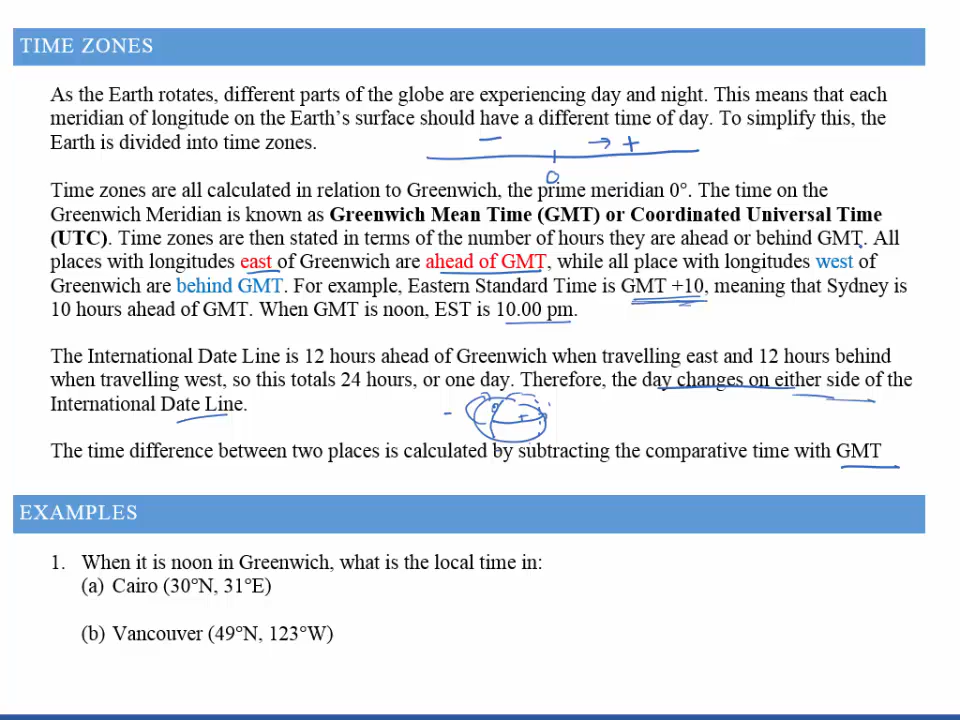 TIME ZONES
As the Earth rotates, different parts of the globe are experiencing day and night. This means that each
meridian of longitude on the Earth's surface should have a different time of day. To simplify this, the
Earth is divided into time zones.
− → +
0
Time zones are all calculated in relation to Greenwich, the prime meridian 0°. The time on the
Greenwich Meridian is known as Greenwich Mean Time (GMT) or Coordinated Universal Time
(UTC). Time zones are then stated in terms of the number of hours they are ahead or behind GMT. All
places with longitudes east of Greenwich are ahead of GMT, while all place with longitudes west of
Greenwich are behind GMT. For example, Eastern Standard Time is GMT +10, meaning that Sydney is
10 hours ahead of GMT. When GMT is noon, EST is 10.00 pm.
The International Date Line is 12 hours ahead of Greenwich when travelling east and 12 hours behind
when travelling west, so this totals 24 hours, or one day. Therefore, the day changes on either side of the
International Date Line.
- 0 +
The time difference between two places is calculated by subtracting the comparative time with GMT
EXAMPLES
1. When it is noon in Greenwich, what is the local time in:
(a) Cairo (30°N, 31°E)
(b) Vancouver (49°N, 123°W)